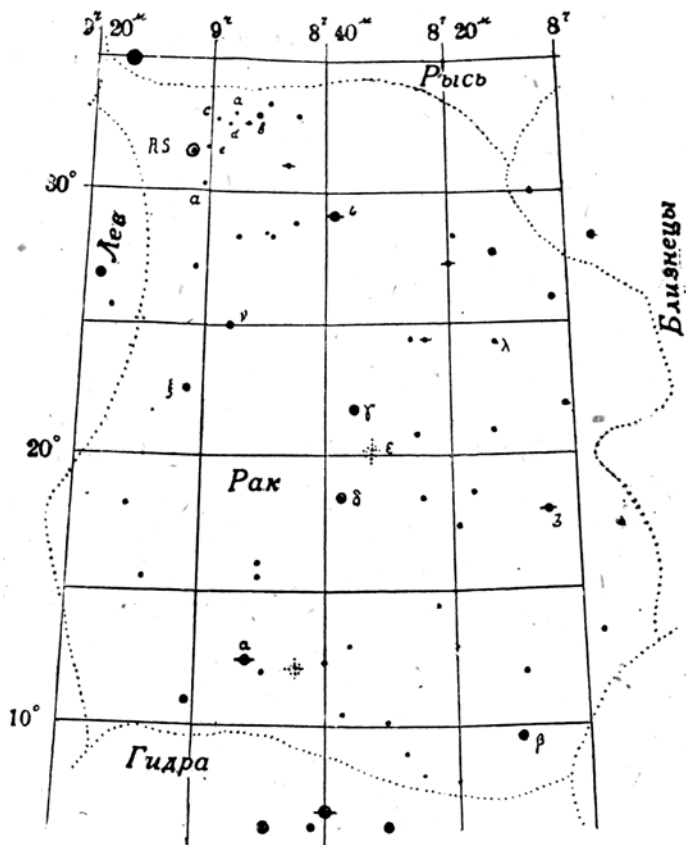 9ч 20м 9ч 8ч 40м 8ч 20м 8ч
Рысь
a
c
d
b
RS
e
a
30°
ι
Лев
Близнецы
ν
λ
ξ
γ
20°
ε
Рак
δ
ζ
α
10°
β
Гидра